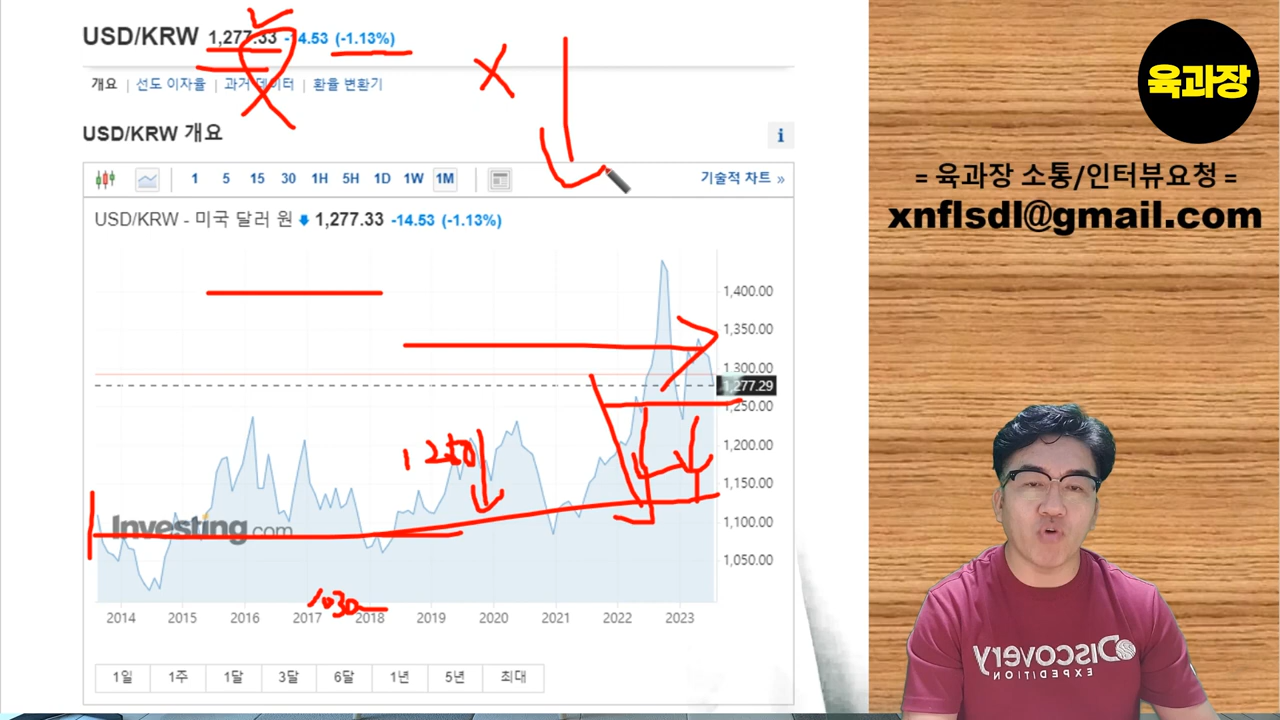 USD/KRW 1,277.33 -14.53 (-1.13%)
개요 | 선도 이자율 | 과거 데이터 | 환율 변환기
USD/KRW 개요
1 5 15 30 1H 5H 1D 1W 1M
기술적 차트 »
USD/KRW - 미국 달러 원 1,277.33 -14.53 (-1.13%)
1,400.00
1,350.00
1,300.00
1,277.29
1,250.00
1,200.00
1,150.00
1,100.00
1,050.00
1250
Investing.com
1030
2014 2015 2016 2017 2018 2019 2020 2021 2022 2023
1일 1주 1달 3달 6달 1년 5년 최대
육과장
= 육과장 소통/인터뷰요청 =
xnflsdl@gmail.com
Discovery
EXPEDITION